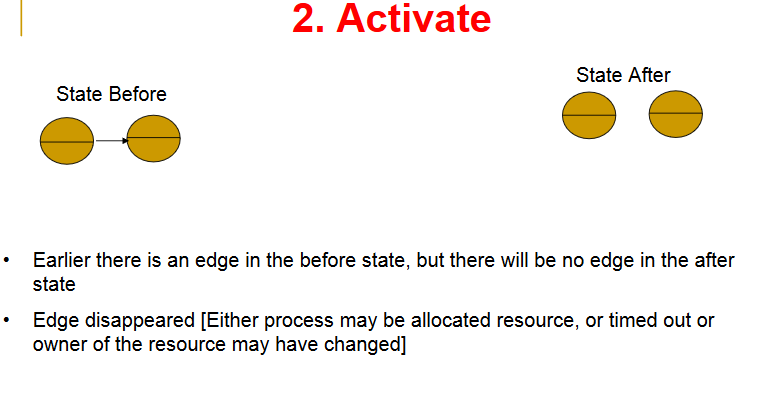 2. Activate
State Before
State After
• Earlier there is an edge in the before state, but there will be no edge in the after
state
• Edge disappeared [Either process may be allocated resource, or timed out or
owner of the resource may have changed]